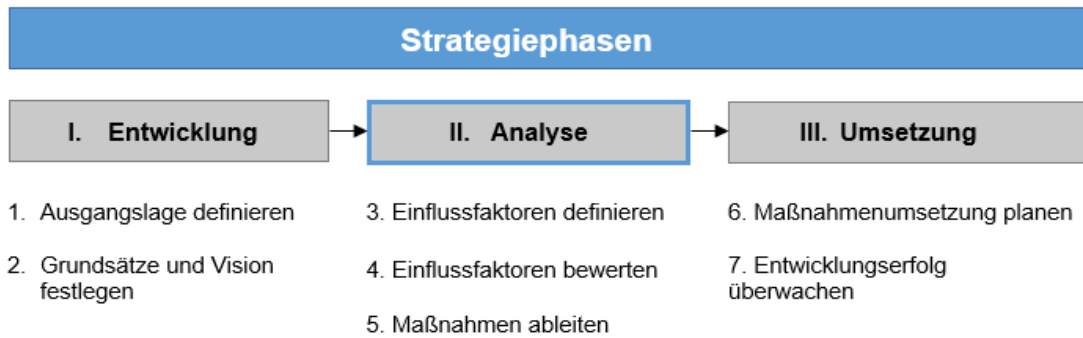 Strategiephasen
I. Entwicklung
II. Analyse
III. Umsetzung
1. Ausgangslage definieren
2. Grundsätze und Vision
festlegen
3. Einflussfaktoren definieren
4. Einflussfaktoren bewerten
5. Maßnahmen ableiten
6. Maßnahmenumsetzung planen
7. Entwicklungserfolg
überwachen